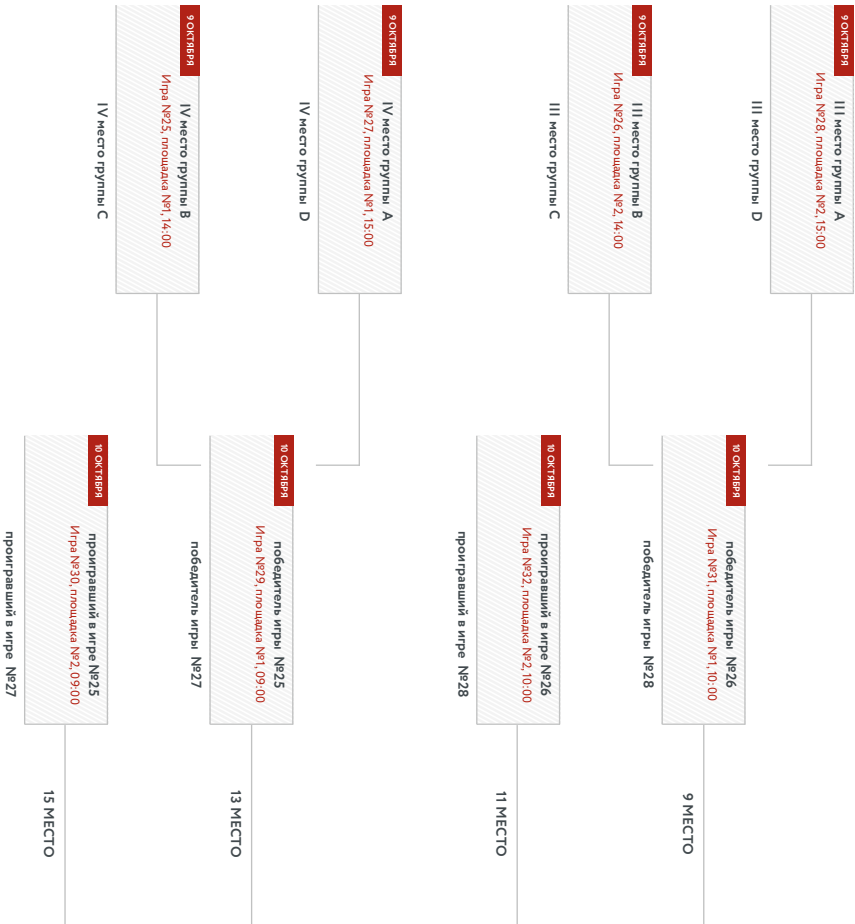 9 ОКТЯБРЯ
III место группы А
Игра №28, площадка №2, 15:00
III место группы D
9 ОКТЯБРЯ
III место группы В
Игра №26, площадка №2, 14:00
III место группы С
9 ОКТЯБРЯ
IV место группы А
Игра №27, площадка №1, 15:00
IV место группы D
9 ОКТЯБРЯ
IV место группы В
Игра №25, площадка №1, 14:00
IV место группы С
10 ОКТЯБРЯ
победитель игры №26
Игра №31, площадка №1, 10:00
победитель игры №28
9 МЕСТО
10 ОКТЯБРЯ
проигравший в игре №26
Игра №32, площадка №2, 10:00
проигравший в игре №28
11 МЕСТО
10 ОКТЯБРЯ
победитель игры №25
Игра №29, площадка №1, 09:00
победитель игры №27
13 МЕСТО
10 ОКТЯБРЯ
проигравший в игре №25
Игра №30, площадка №2, 09:00
проигравший в игре №27
15 МЕСТО